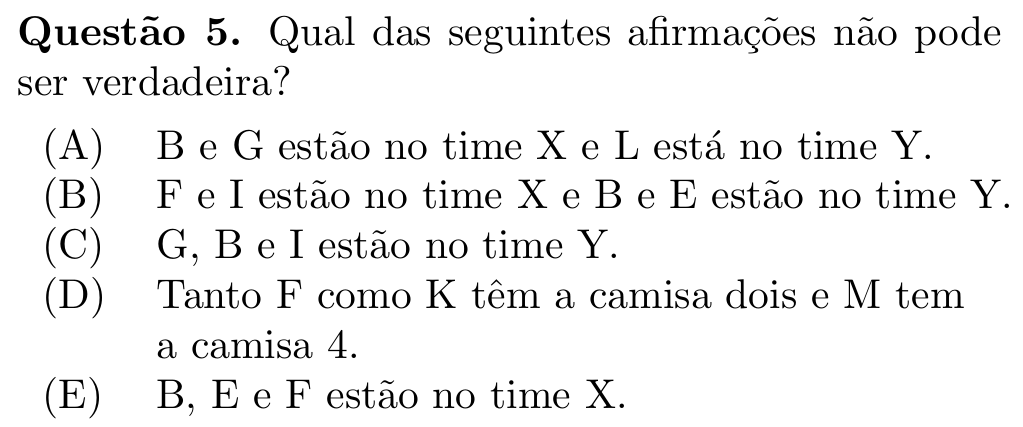 Questão 5. Qual das seguintes afirmações não pode
ser verdadeira?
(A) B e G estão no time X e L está no time Y.
(B) F e I estão no time X e B e E estão no time Y.
(C) G, B e I estão no time Y.
(D) Tanto F como K têm a camisa dois e M tem
a camisa 4.
(E) B, E e F estão no time X.